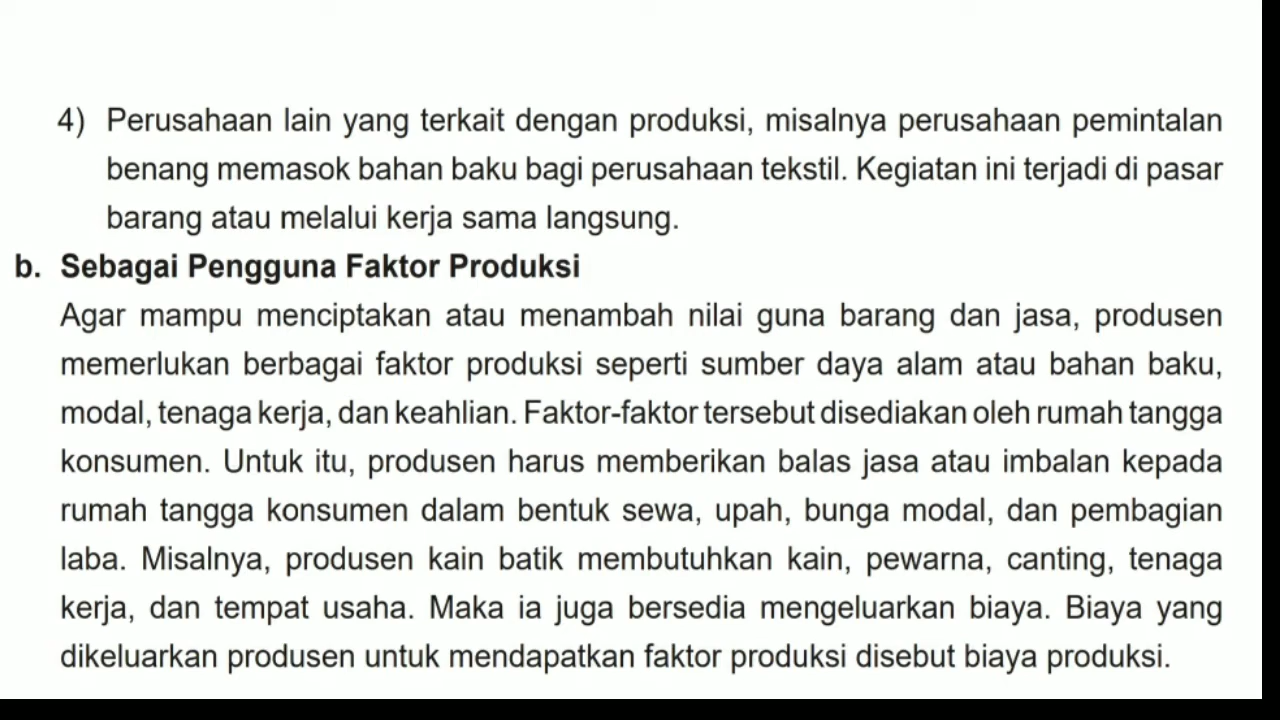 4) Perusahaan lain yang terkait dengan produksi, misalnya perusahaan pemintalan
benang memasok bahan baku bagi perusahaan tekstil. Kegiatan ini terjadi di pasar
barang atau melalui kerja sama langsung.
b. Sebagai Pengguna Faktor Produksi
Agar mampu menciptakan atau menambah nilai guna barang dan jasa, produsen
memerlukan berbagai faktor produksi seperti sumber daya alam atau bahan baku,
modal, tenaga kerja, dan keahlian. Faktor-faktor tersebut disediakan oleh rumah tangga
konsumen. Untuk itu, produsen harus memberikan balas jasa atau imbalan kepada
rumah tangga konsumen dalam bentuk sewa, upah, bunga modal, dan pembagian
laba. Misalnya, produsen kain batik membutuhkan kain, pewarna, canting, tenaga
kerja, dan tempat usaha. Maka ia juga bersedia mengeluarkan biaya. Biaya yang
dikeluarkan produsen untuk mendapatkan faktor produksi disebut biaya produksi.